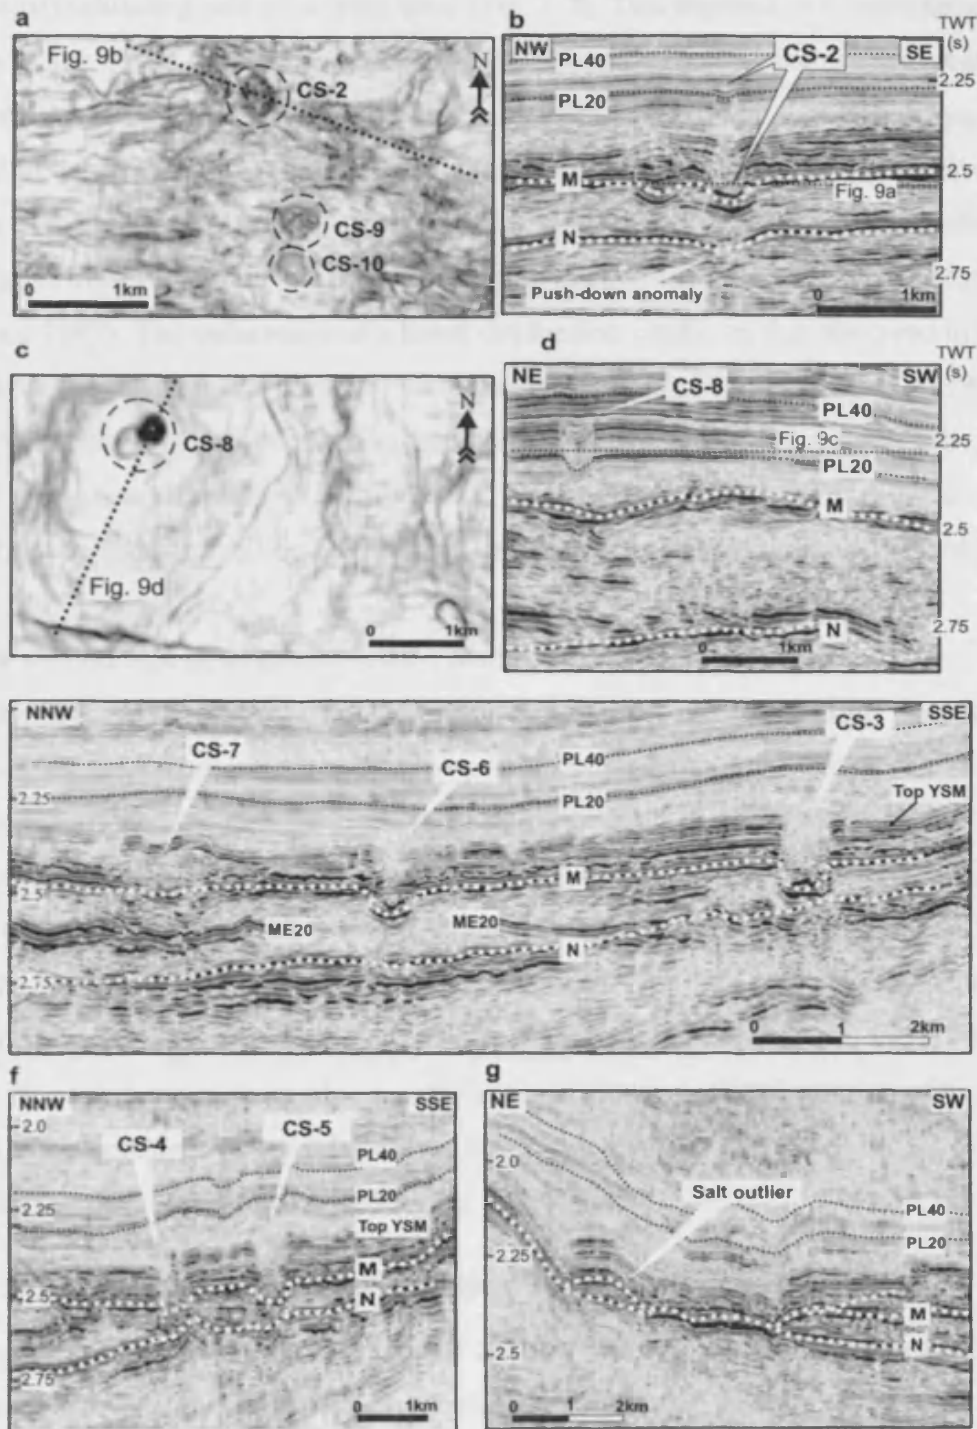 a
Fig. 9b
CS-2
N
CS-9
CS-10
0 1km
b
TWT
(s)
NW
SE
PL40
CS-2
2.25
PL20
2.5
M
Fig. 9a
N
Push-down anomaly
2.75
0 1km
c
N
CS-8
Fig. 9d
0 1km
d
TWT
(s)
NE
SW
CS-8
PL40
2.25
Fig. 9c
PL20
M
2.5
2.75
N
0 1km
NNW
SSE
CS-3
CS-7
CS-6
PL40
2.25
PL20
Top YSM
M
2.5
ME20
ME20
N
2.75
0 1 2km
f
NNW
SSE
2.0
CS-4
CS-5
PL40
PL20
2.25
Top YSM
M
2.5
N
2.75
0 1km
g
NE
SW
2.0
Salt outlier
PL40
PL20
2.25
M
N
2.5
0 1 2km